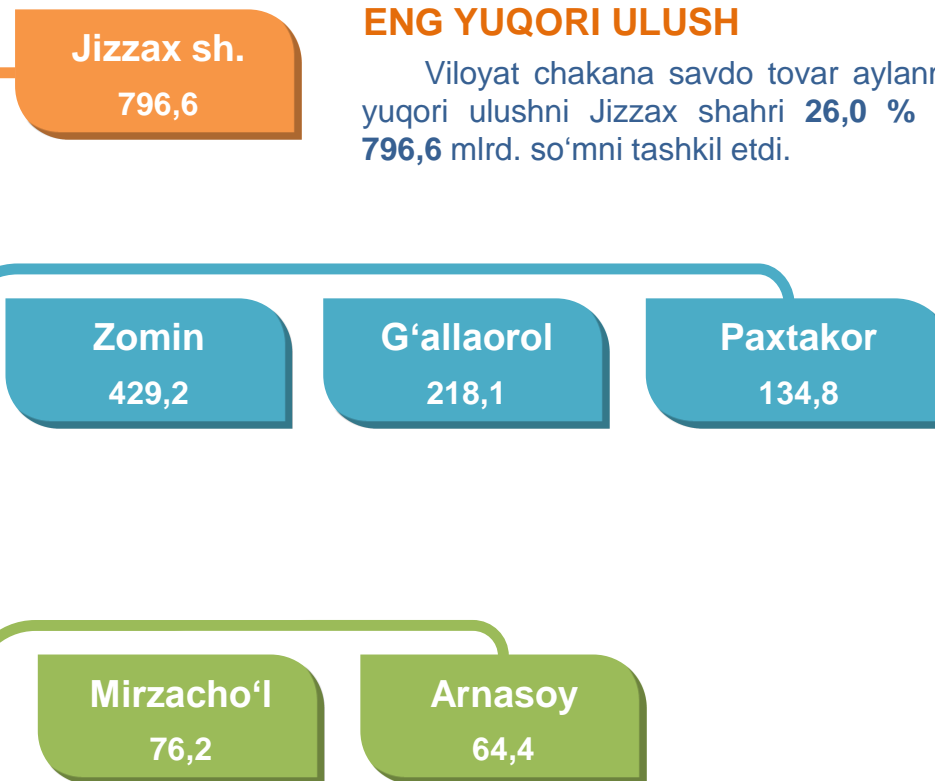 Jizzax sh.
796,6
ENG YUQORI ULUSH
Viloyat chakana savdo tovar
yuqori ulushni Jizzax shahri 26,0 %
796,6 mlrd. so‘mni tashkil etdi.
Zomin
429,2
G‘allaorol
218,1
Paxtakor
134,8
Mirzacho‘l
76,2
Arnasoy
64,4